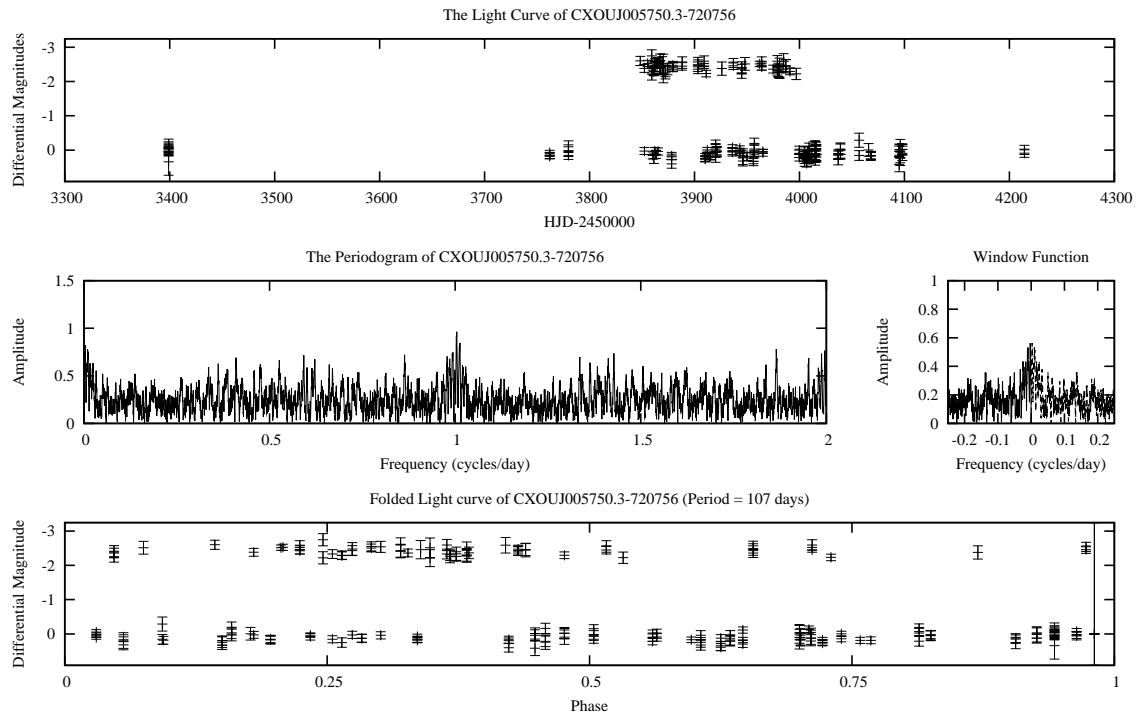 The Light Curve of CXOUJ005750.3-720756
Differential Magnitudes
-3
-2
-1
0
3300 3400 3500 3600 3700 3800 3900 4000 4100 4200 4300
HJD-2450000
The Periodogram of CXOUJ005750.3-720756
Amplitude
1.5
1
0.5
0
0 0.5 1 1.5 2
Frequency (cycles/day)
Window Function
Amplitude
1
0.8
0.6
0.4
0.2
0
-0.2 -0.1 0 0.1 0.2
Frequency (cycles/day)
Folded Light curve of CXOUJ005750.3-720756 (Period = 107 days)
Differential Magnitude
-3
-2
-1
0
0 0.25 0.5 0.75 1
Phase